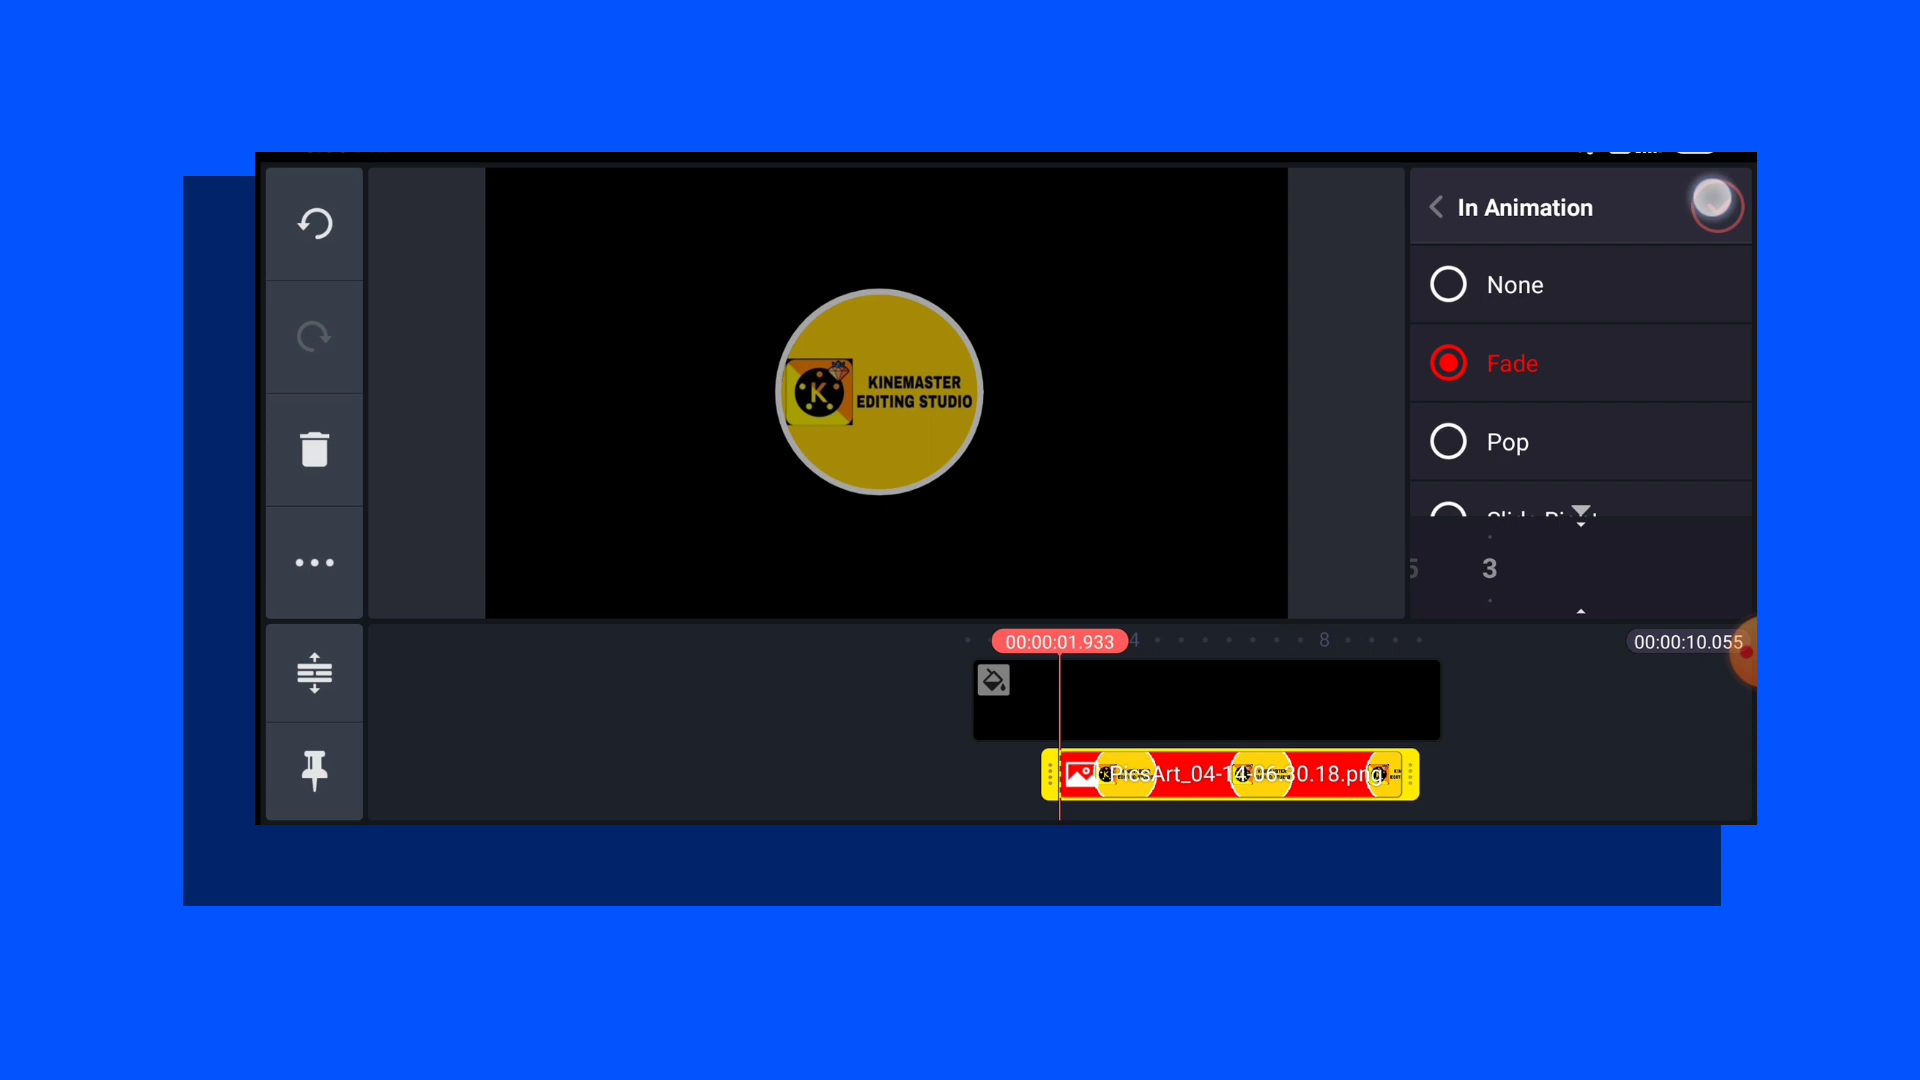 In Animation
None
Fade
Pop
3
K
KINEMASTER
EDITING STUDIO
00:00:01.933
4
8
00:00:10.055
PicsArt_04-14-06.30.18.png